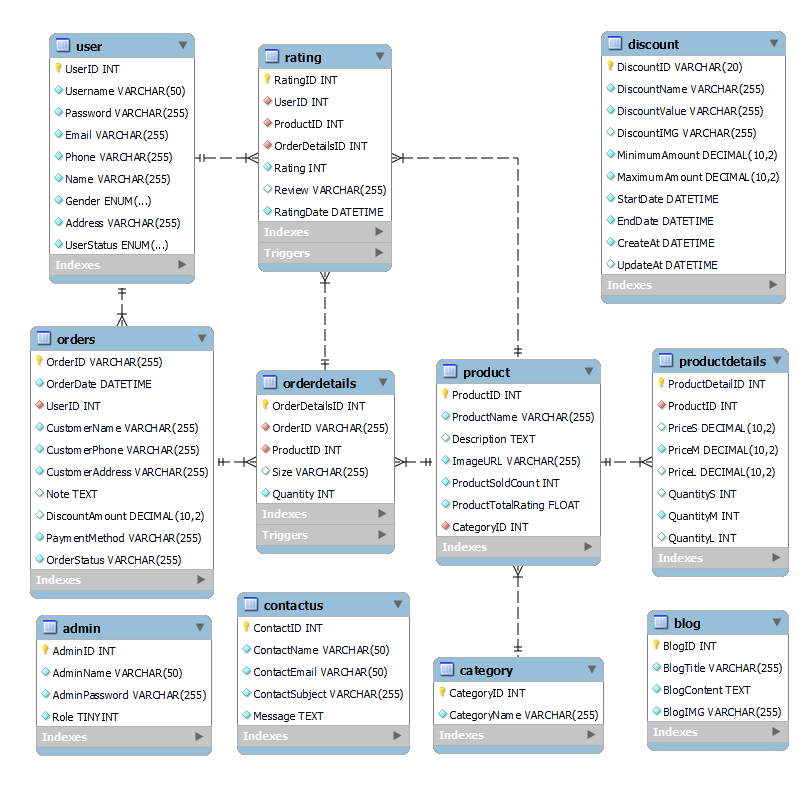 user
UserID INT
Username VARCHAR(50)
Password VARCHAR(255)
Email VARCHAR(255)
Phone VARCHAR(255)
Name VARCHAR(255)
Gender ENUM(...)
Address VARCHAR(255)
UserStatus ENUM(...)
Indexes
rating
RatingID INT
UserID INT
ProductID INT
OrderDetailsID INT
Rating INT
Review VARCHAR(255)
RatingDate DATETIME
Indexes
Triggers
discount
DiscountID VARCHAR(20)
DiscountName VARCHAR(255)
DiscountValue VARCHAR(255)
DiscountIMG VARCHAR(255)
MinimumAmount DECIMAL(10,2)
MaximumAmount DECIMAL(10,2)
StartDate DATETIME
EndDate DATETIME
CreateAt DATETIME
UpdateAt DATETIME
Indexes
orders
OrderID VARCHAR(255)
OrderDate DATETIME
UserID INT
CustomerName VARCHAR(255)
CustomerPhone VARCHAR(255)
CustomerAddress VARCHAR(255)
Note TEXT
DiscountAmount DECIMAL(10,2)
PaymentMethod VARCHAR(255)
OrderStatus VARCHAR(255)
Indexes
orderdetails
OrderDetailsID INT
OrderID VARCHAR(255)
ProductID INT
Size VARCHAR(255)
Quantity INT
Indexes
Triggers
product
ProductID INT
ProductName VARCHAR(255)
Description TEXT
ImageURL VARCHAR(255)
ProductSoldCount INT
ProductTotalRating FLOAT
CategoryID INT
Indexes
productdetails
ProductDetailID INT
ProductID INT
PriceS DECIMAL(10,2)
PriceM DECIMAL(10,2)
PriceL DECIMAL(10,2)
QuantityS INT
QuantityM INT
QuantityL INT
Indexes
admin
AdminID INT
AdminName VARCHAR(50)
AdminPassword VARCHAR(255)
Role TINYINT
Indexes
contactus
ContactID INT
ContactName VARCHAR(50)
ContactEmail VARCHAR(50)
ContactSubject VARCHAR(255)
Message TEXT
Indexes
category
CategoryID INT
CategoryName VARCHAR(255)
Indexes
blog
BlogID INT
BlogTitle VARCHAR(255)
BlogContent TEXT
BlogIMG VARCHAR(255)
Indexes